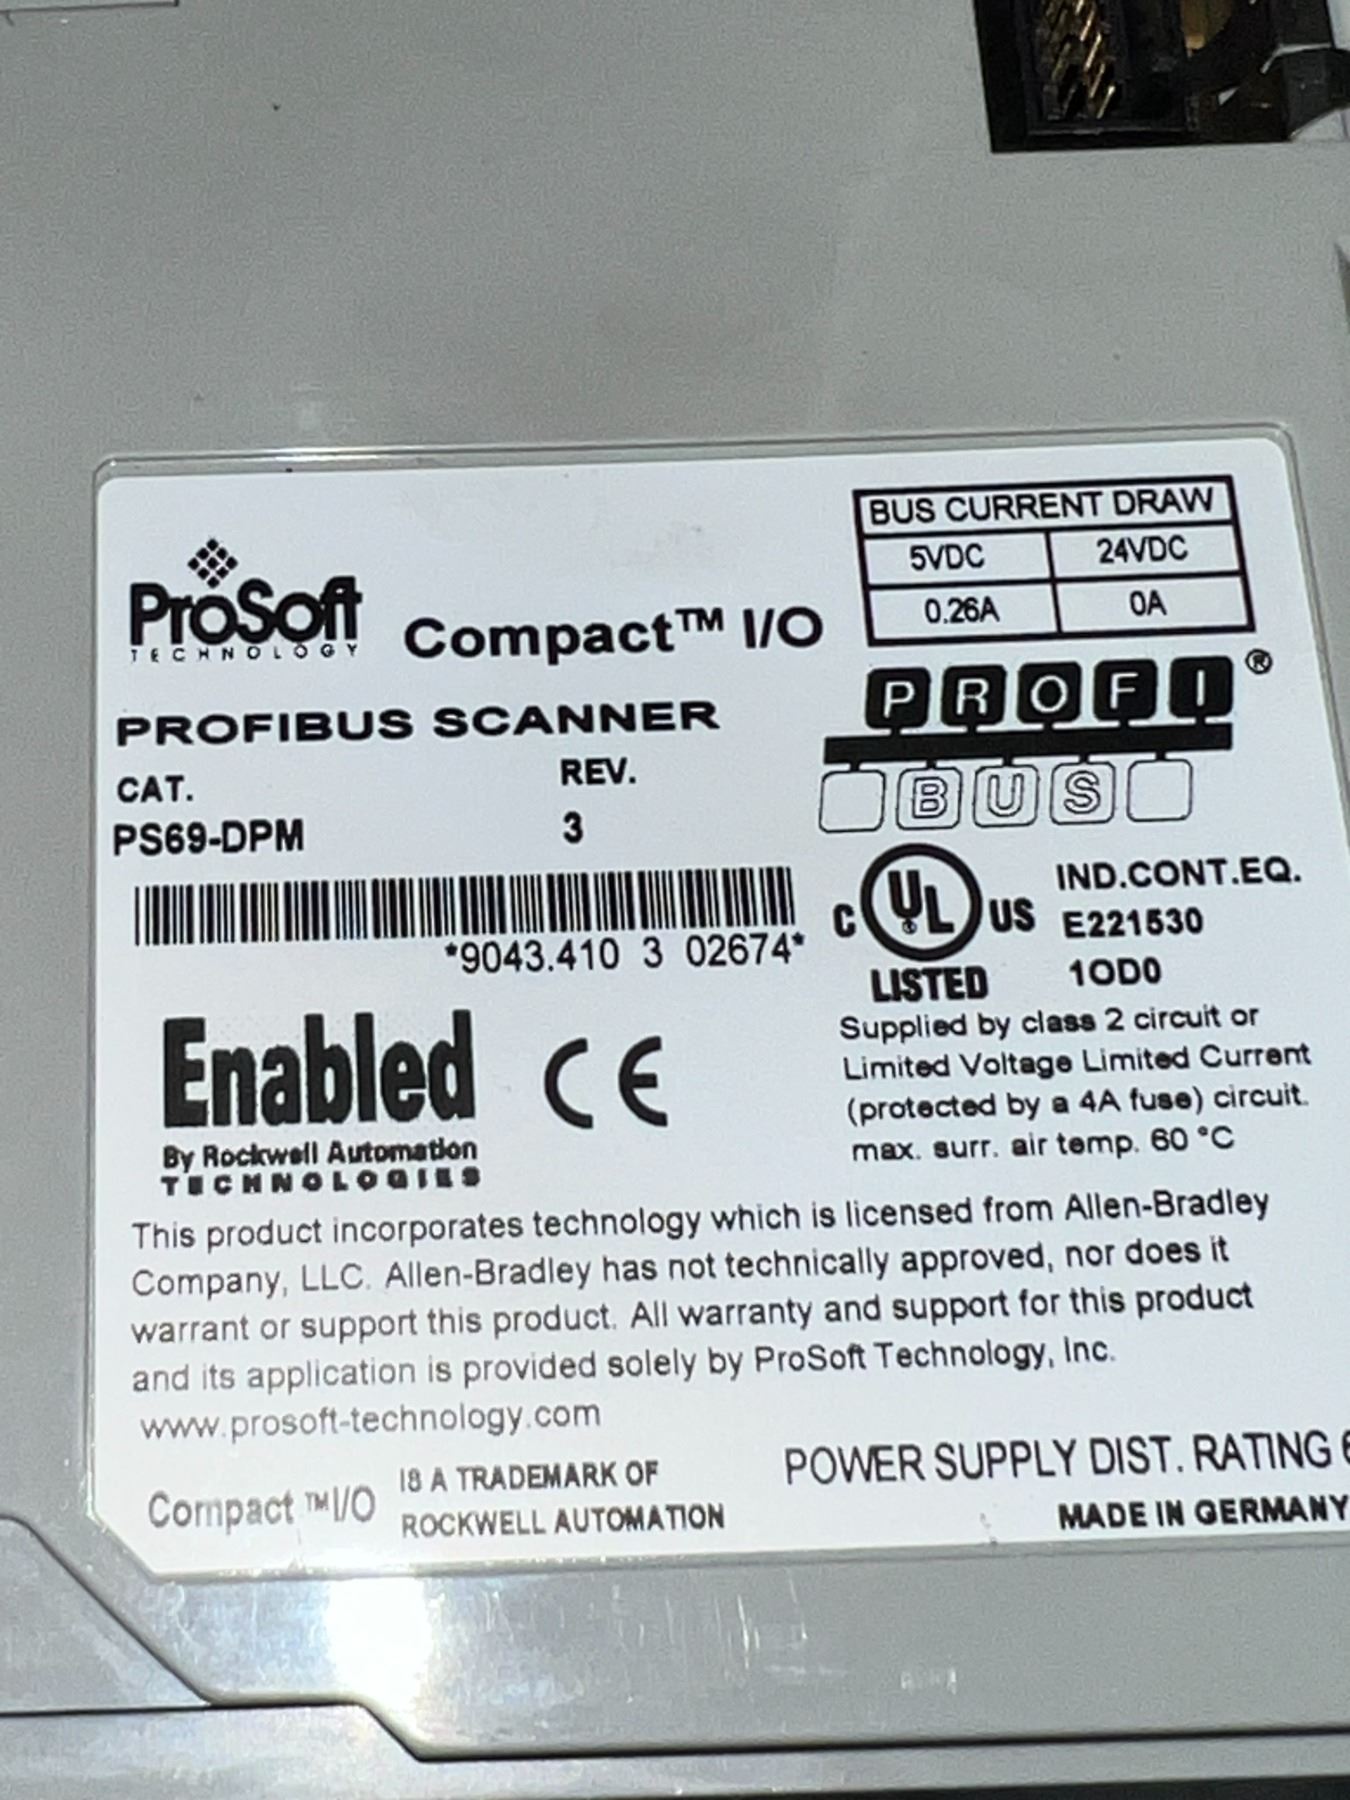 ProSoft
TECHNOLOGY
Compact™ I/O
BUS CURRENT DRAW
5VDC 24VDC
0.26A 0A
PROFIBUS SCANNER
CAT. REV.
PS69-DPM 3
PROFI®
BUS
*9043.410 3 02674*
C UL US
LISTED
IND.CONT.EQ.
E221530
1OD0
Enabled
By Rockwell Automation
TECHNOLOGIES
CE
Supplied by class 2 circuit or
Limited Voltage Limited Current
(protected by a 4A fuse) circuit.
max. surr. air temp. 60 °C
This product incorporates technology which is licensed from Allen-Bradley
Company, LLC. Allen-Bradley has not technically approved, nor does it
warrant or support this product. All warranty and support for this product
and its application is provided solely by ProSoft Technology, Inc.
www.prosoft-technology.com
Compact ™I/O
IS A TRADEMARK OF
ROCKWELL AUTOMATION
POWER SUPPLY DIST. RATING 6
MADE IN GERMANY